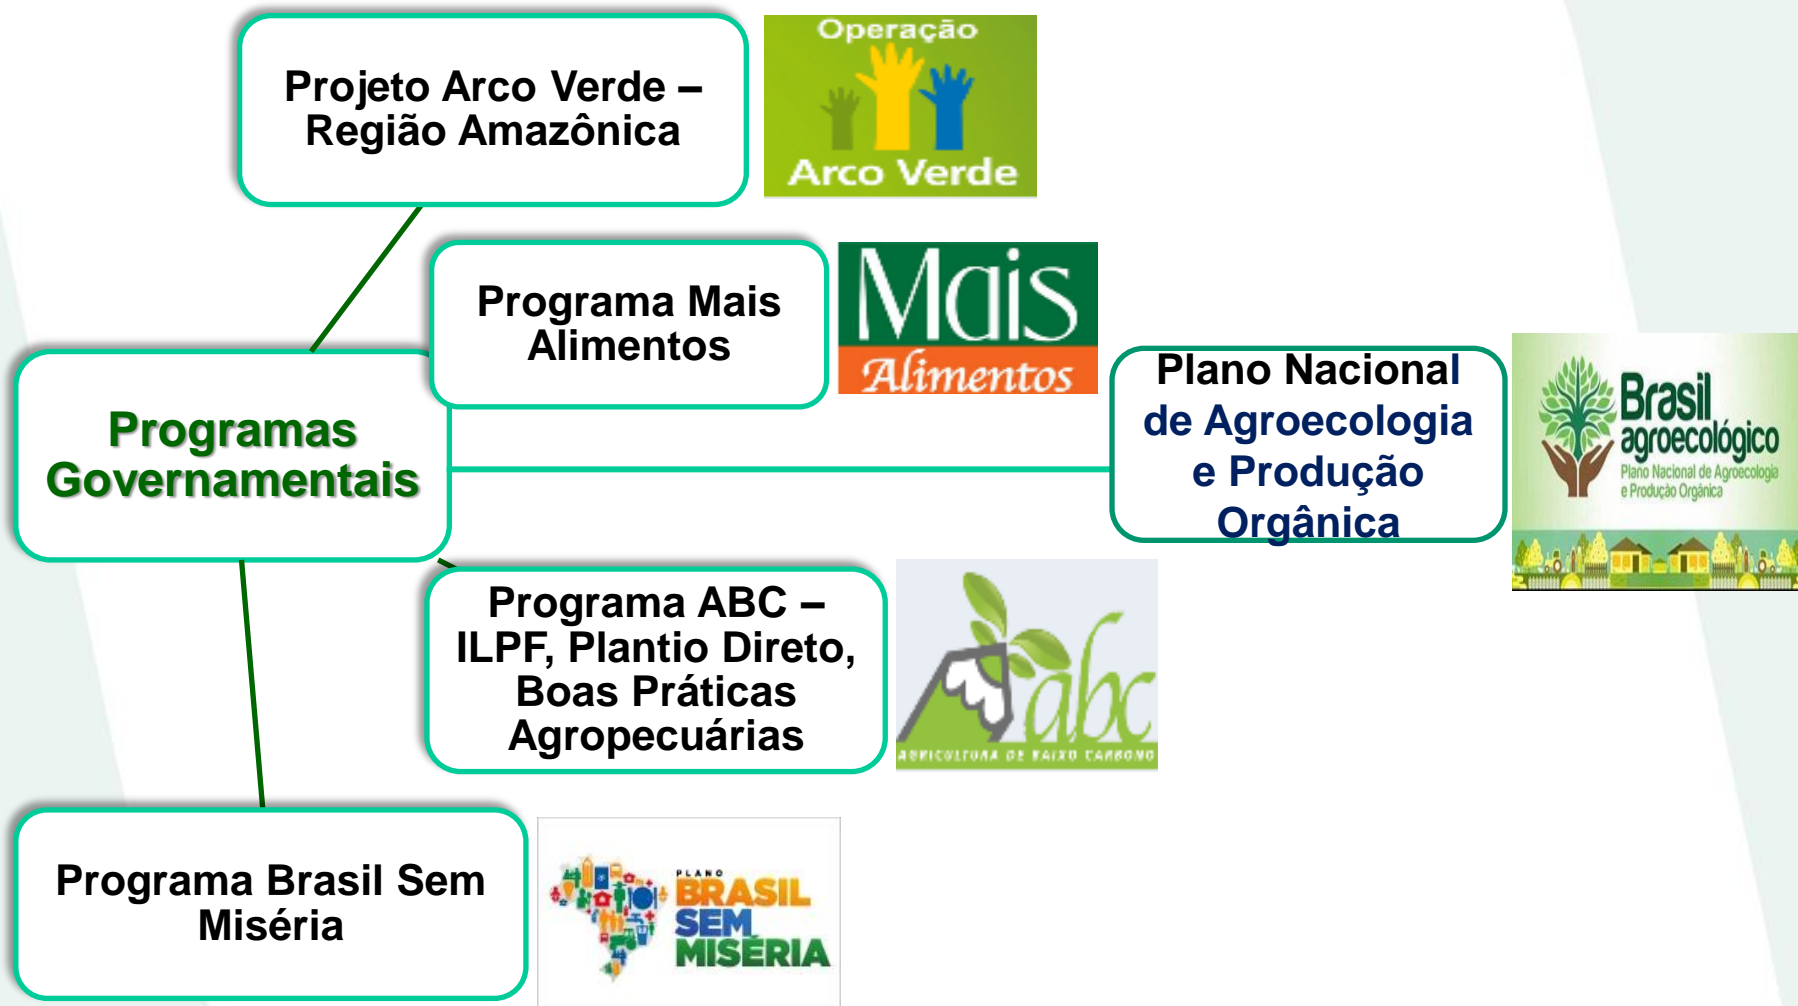 Projeto Arco Verde –
Região Amazônica
Operação
Arco Verde
Programa Mais
Alimentos
Mais
Alimentos
Programas
Governamentais
Plano Nacional
de Agroecologia
e Produção
Orgânica
Brasil
agroecológico
Plano Nacional de Agroecologia
e Produção Orgânica
Programa ABC –
ILPF, Plantio Direto,
Boas Práticas
Agropecuárias
abc
AGRICULTURA DE BAIXO CARBONO
Programa Brasil Sem
Miséria
PLANO
BRASIL
SEM
MISÉRIA